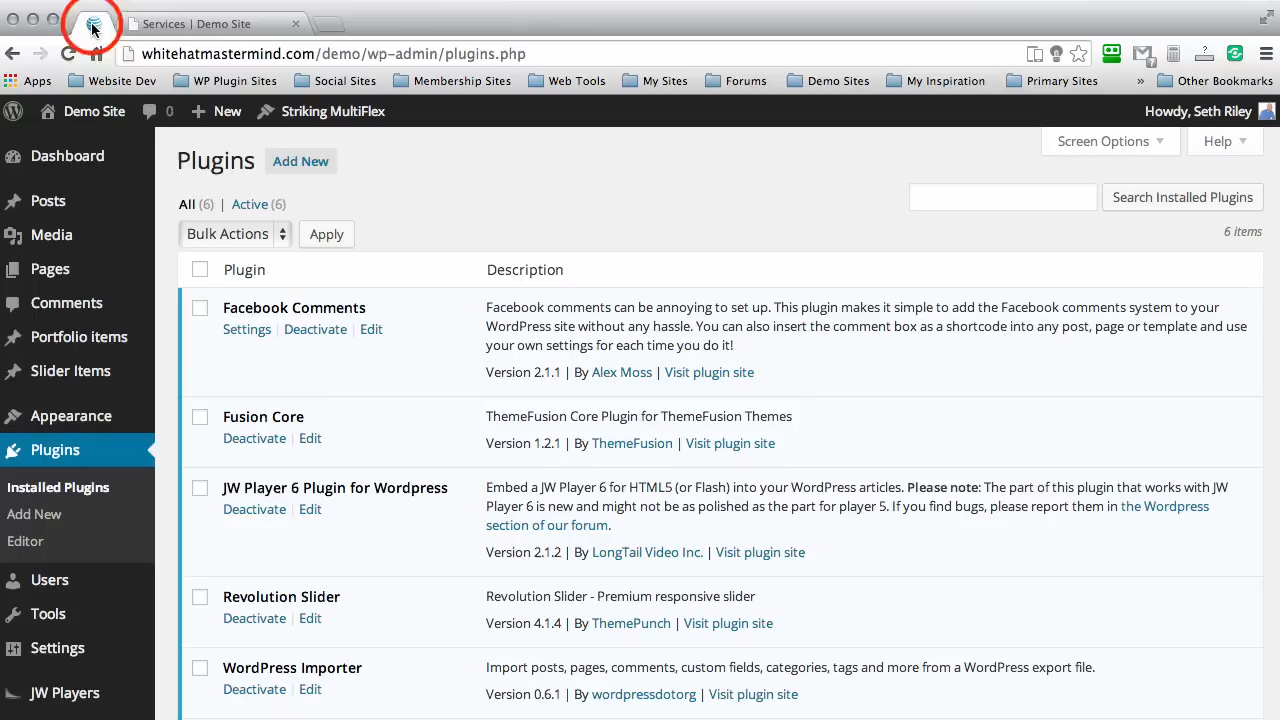 Services | Demo Site
whitehatmastermind.com/demo/wp-admin/plugins.php
Apps Website Dev WP Plugin Sites Social Sites Membership Sites Web Tools My Sites Forums Demo Sites My Inspiration Primary Sites » Other Bookmarks
Demo Site 0 New Striking MultiFlex Howdy, Seth Riley
Screen Options Help
Plugins Add New
All (6) | Active (6)
Search Installed Plugins
Bulk Actions Apply
6 items
Dashboard
Posts
Media
Pages
Comments
Portfolio items
Slider Items
Appearance
Plugins
Installed Plugins
Add New
Editor
Users
Tools
Settings
JW Players
Plugin Description
Facebook Comments
Settings | Deactivate | Edit
Facebook comments can be annoying to set up. This plugin makes it simple to add the Facebook comments system to your
WordPress site without any hassle. You can also insert the comment box as a shortcode into any post, page or template and use
your own settings for each time you do it!
Version 2.1.1 | By Alex Moss | Visit plugin site
Fusion Core
Deactivate | Edit
ThemeFusion Core Plugin for ThemeFusion Themes
Version 1.2.1 | By ThemeFusion | Visit plugin site
JW Player 6 Plugin for Wordpress
Deactivate | Edit
Embed a JW Player 6 for HTML5 (or Flash) into your WordPress articles. Please note: The part of this plugin that works with JW
Player 6 is new and might not be as polished as the part for player 5. If you find bugs, please report them in the Wordpress
section of our forum.
Version 2.1.2 | By LongTail Video Inc. | Visit plugin site
Revolution Slider
Deactivate | Edit
Revolution Slider - Premium responsive slider
Version 4.1.4 | By ThemePunch | Visit plugin site
WordPress Importer
Deactivate | Edit
Import posts, pages, comments, custom fields, categories, tags and more from a WordPress export file.
Version 0.6.1 | By wordpressdotorg | Visit plugin site